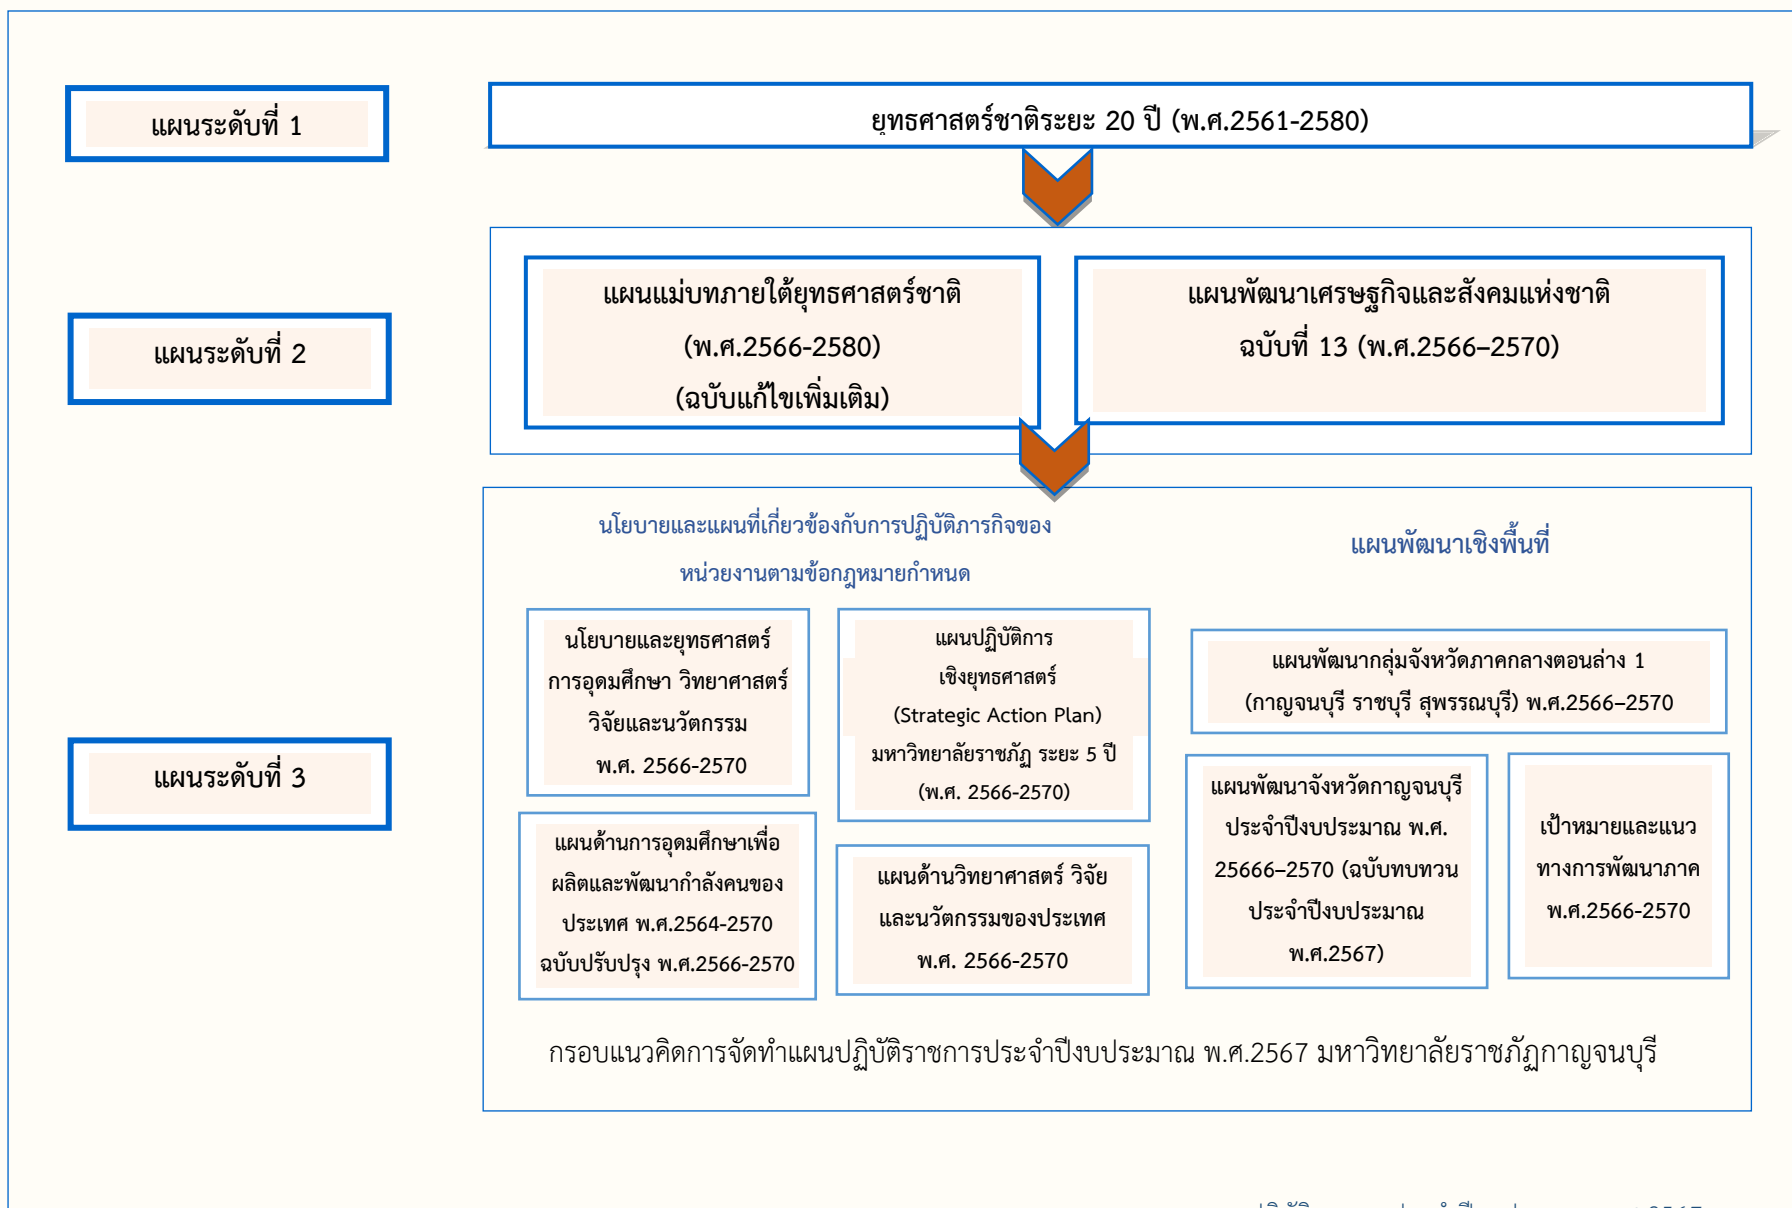 แผนระดับที่ 1
ยุทธศาสตร์ชาติระยะ 20 ปี (พ.ศ.2561-2580)
แผนระดับที่ 2
แผนแม่บทภายใต้ยุทธศาสตร์ชาติ
(พ.ศ.2566-2580)
(ฉบับแก้ไขเพิ่มเติม)
แผนพัฒนาเศรษฐกิจและสังคมแห่งชาติ
ฉบับที่ 13 (พ.ศ.2566–2570)
แผนระดับที่ 3
นโยบายและแผนที่เกี่ยวข้องกับการปฏิบัติภารกิจของ
หน่วยงานตามข้อกฎหมายกำหนด
นโยบายและยุทธศาสตร์
การอุดมศึกษา วิทยาศาสตร์
วิจัยและนวัตกรรม
พ.ศ. 2566-2570
แผนปฏิบัติการ
เชิงยุทธศาสตร์
(Strategic Action Plan)
มหาวิทยาลัยราชภัฏ ระยะ 5 ปี
(พ.ศ. 2566-2570)
แผนด้านการอุดมศึกษาเพื่อ
ผลิตและพัฒนากำลังคนของ
ประเทศ พ.ศ.2564-2570
ฉบับปรับปรุง พ.ศ.2566-2570
แผนด้านวิทยาศาสตร์ วิจัย
และนวัตกรรมของประเทศ
พ.ศ. 2566-2570
แผนพัฒนาเชิงพื้นที่
แผนพัฒนากลุ่มจังหวัดภาคกลางตอนล่าง 1
(กาญจนบุรี ราชบุรี สุพรรณบุรี) พ.ศ.2566–2570
แผนพัฒนาจังหวัดกาญจนบุรี
ประจำปีงบประมาณ พ.ศ.
25666–2570 (ฉบับทบทวน
ประจำปีงบประมาณ
พ.ศ.2567)
เป้าหมายและแนว
ทางการพัฒนาภาค
พ.ศ.2566-2570
กรอบแนวคิดการจัดทำแผนปฏิบัติราชการประจำปีงบประมาณ พ.ศ.2567 มหาวิทยาลัยราชภัฏกาญจนบุรี